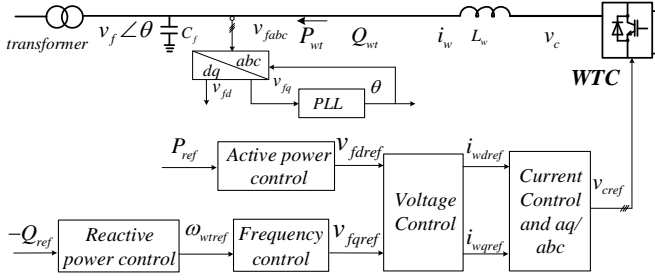 transformer
v_f ∠θ
C_f
v_fabc
P_wt
Q_wt
i_w
L_w
v_c
WTC
abc
dq
v_fd
v_fq
PLL
θ
P_ref
Active power control
v_fdref
Voltage Control
i_wdref
i_wqref
Current Control and aq/ abc
v_cref
−Q_ref
Reactive power control
ω_wtref
Frequency control
v_fqref